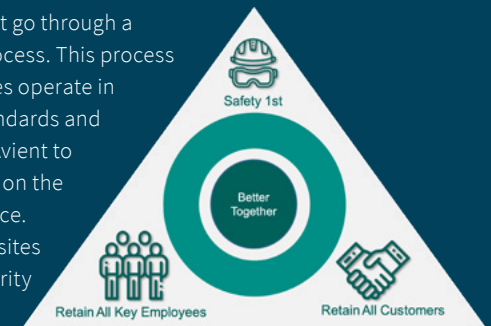 t go through a
ocess. This process
es operate in
ndards and
vient to
on the
ce.
sites
rity
Safety 1st
Better
Together
Retain All Key Employees
Retain All Customers